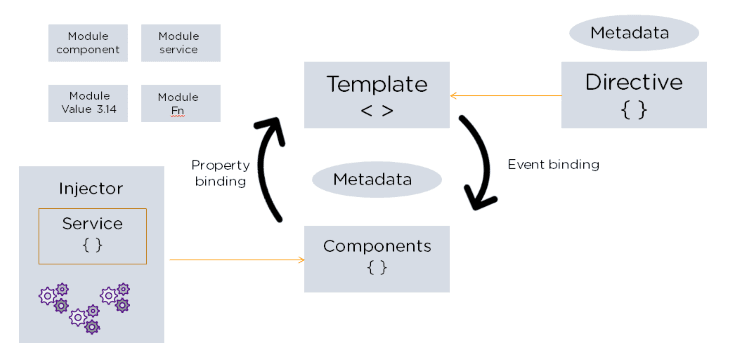 Module
component
Module
service
Module
Value 3.14
Module
Fn
Metadata
Template
< >
Directive
{ }
Property
binding
Event binding
Metadata
Injector
Service
{ }
Components
{ }